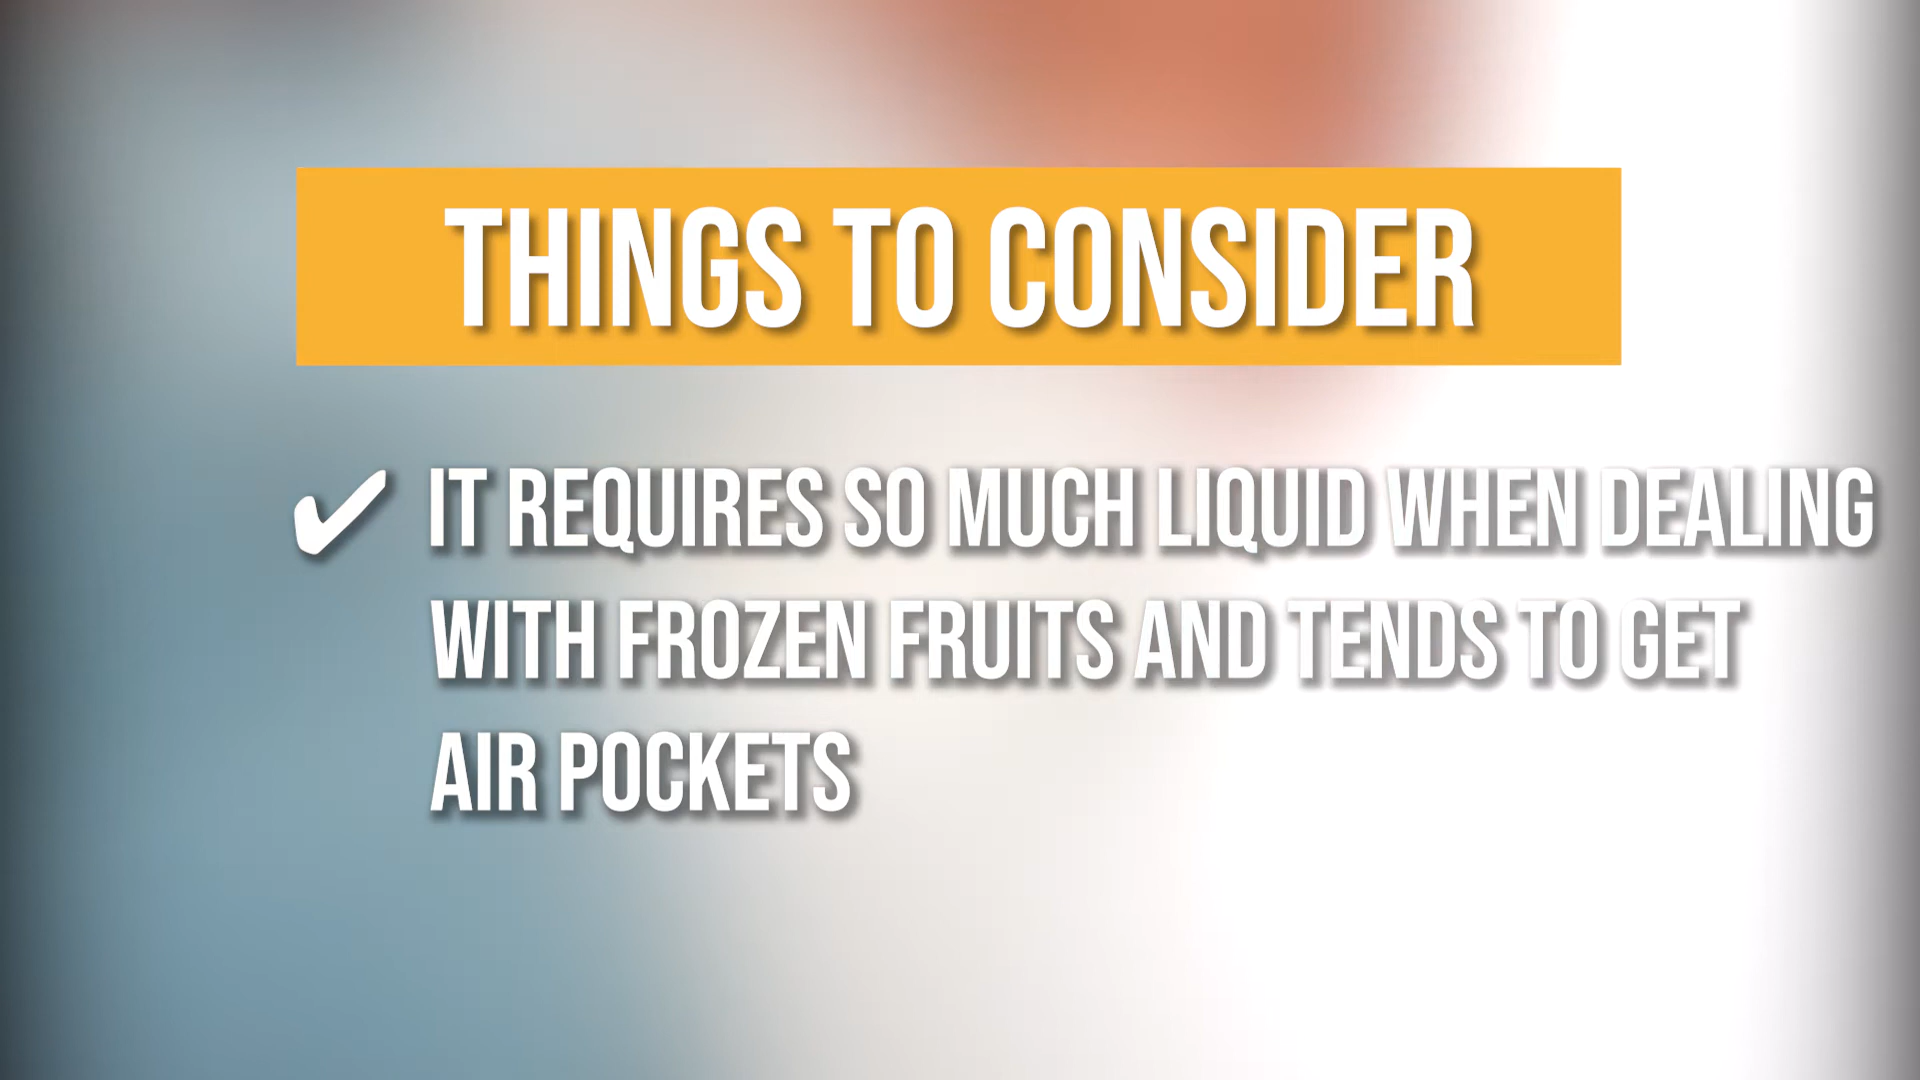 THINGS TO CONSIDER
✔ IT REQUIRES SO MUCH LIQUID WHEN DEALING
WITH FROZEN FRUITS AND TENDS TO GET
AIR POCKETS